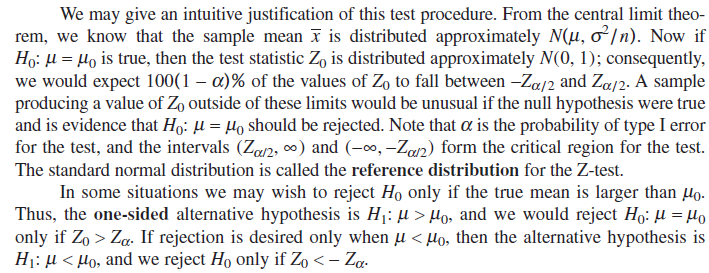 We may give an intuitive justification of this test procedure. From the central limit theo-
rem, we know that the sample mean x̅ is distributed approximately N(μ, σ²/n). Now if
H₀: μ = μ₀ is true, then the test statistic Z₀ is distributed approximately N(0, 1); consequently,
we would expect 100(1 – α)% of the values of Z₀ to fall between –Zα/2 and Zα/2. A sample
producing a value of Z₀ outside of these limits would be unusual if the null hypothesis were true
and is evidence that H₀: μ = μ₀ should be rejected. Note that α is the probability of type I error
for the test, and the intervals (Zα/2, ∞) and (–∞, –Zα/2) form the critical region for the test.
The standard normal distribution is called the reference distribution for the Z-test.
In some situations we may wish to reject H₀ only if the true mean is larger than μ₀.
Thus, the one-sided alternative hypothesis is H₁: μ > μ₀, and we would reject H₀: μ = μ₀
only if Z₀ > Zα. If rejection is desired only when μ < μ₀, then the alternative hypothesis is
H₁: μ < μ₀, and we reject H₀ only if Z₀ < – Zα.